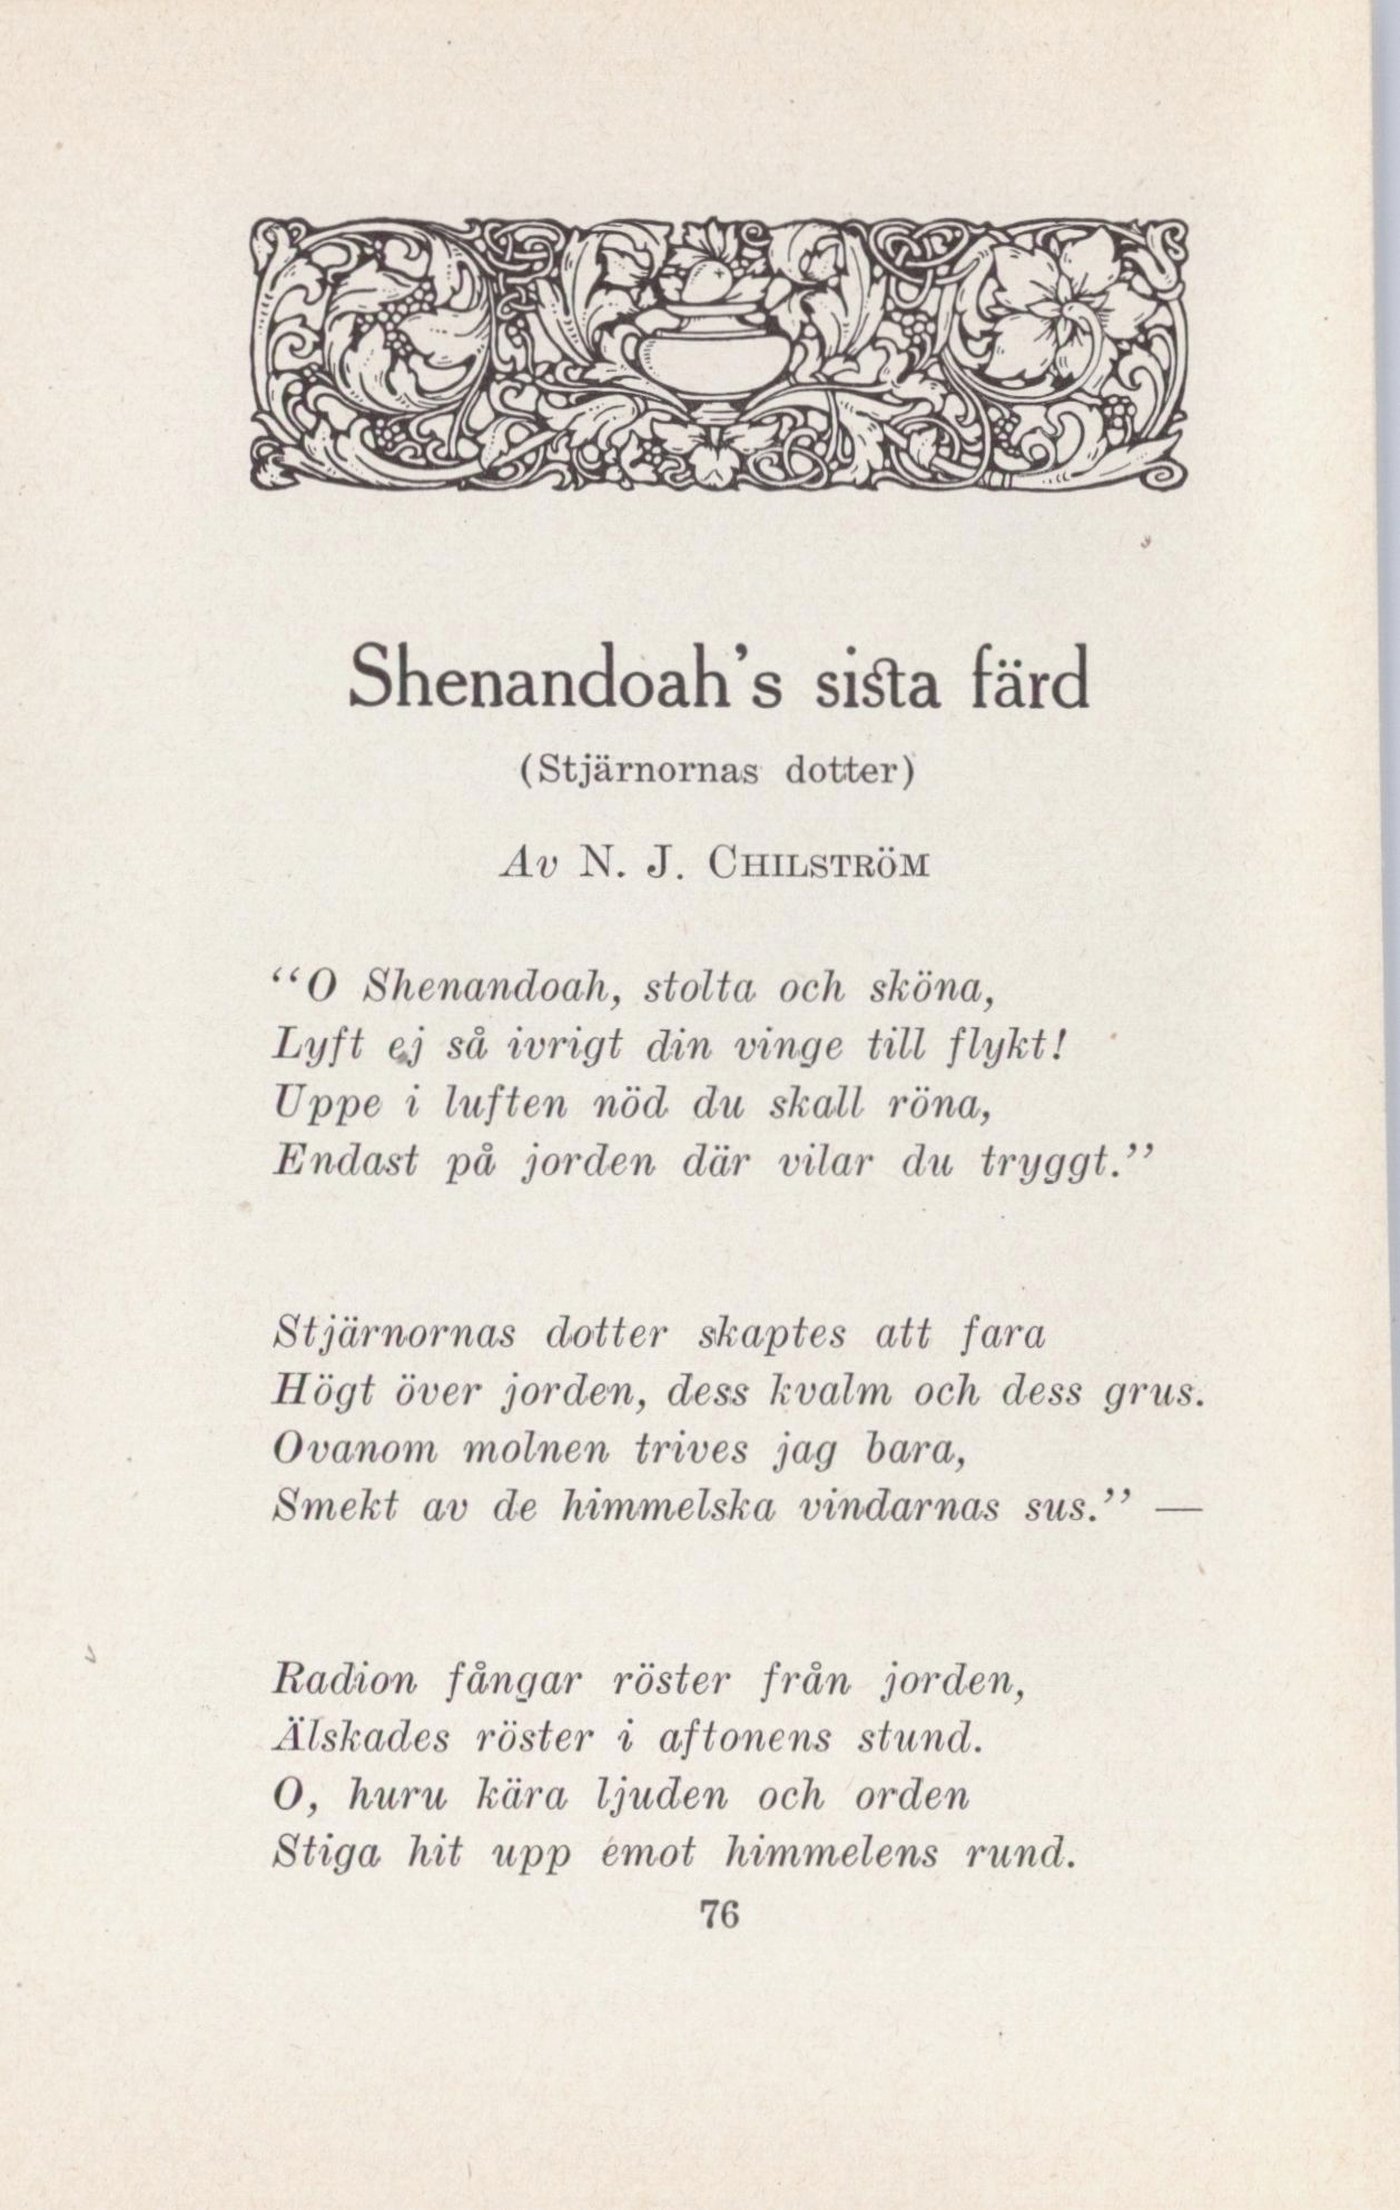 Shenandoah's sista färd
(Stjärnornas dotter)
Av N. J. CHILSTRÖM
“O Shenandoah, stolta och sköna,
Lyft ej så ivrigt din vinge till flykt!
Uppe i luften nöd du skall röna,
Endast på jorden där vilar du tryggt.”
Stjärnornas dotter skaptes att fara
Högt över jorden, dess kvalm och dess grus.
Ovanom molnen trives jag bara,
Smekt av de himmelska vindarnas sus.” —
Radion fångar röster från jorden,
Älskades röster i aftonens stund.
O, huru kära ljuden och orden
Stiga hit upp emot himmelens rund.
76